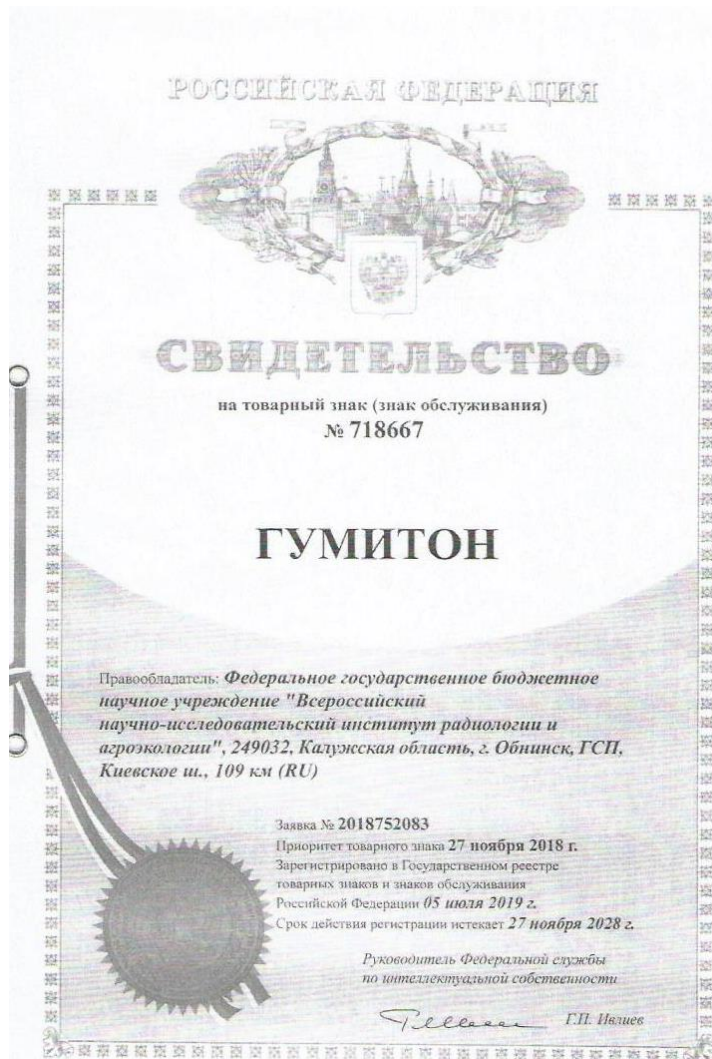 РОССИЙСКАЯ ФЕДЕРАЦИЯ
СВИДЕТЕЛЬСТВО
на товарный знак (знак обслуживания)
№ 718667
ГУМИТОН
Правообладатель: Федеральное государственное бюджетное
научное учреждение "Всероссийский
научно-исследовательский институт радиологии и
агроэкологии", 249032, Калужская область, г. Обнинск, ГСП,
Киевское ш., 109 км (RU)
Заявка № 2018752083
Приоритет товарного знака 27 ноября 2018 г.
Зарегистрировано в Государственном реестре
товарных знаков и знаков обслуживания
Российской Федерации 05 июля 2019 г.
Срок действия регистрации истекает 27 ноября 2028 г.
Руководитель Федеральной службы
по интеллектуальной собственности
Г.П. Ивлиев